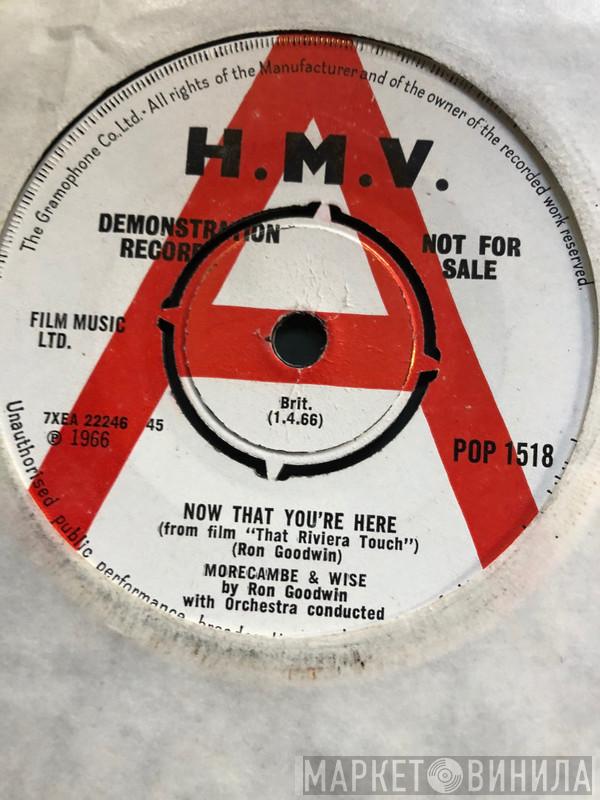 The Gramophone Co. Ltd. - All rights of the Manufacturer and of the owner of the recorded work reserved.
H.M.V.
DEMONSTRATION
RECORD
NOT FOR
SALE
FILM MUSIC
LTD.
Brit.
(1.4.66)
7XEA 22246 45
℗ 1966
POP 1518
NOW THAT YOU'RE HERE
(from film "That Riviera Touch")
(Ron Goodwin)
MORECAMBE & WISE
by Ron Goodwin
with Orchestra conducted
Unauthorised public performance
МАРКЕТ ВИНИЛА